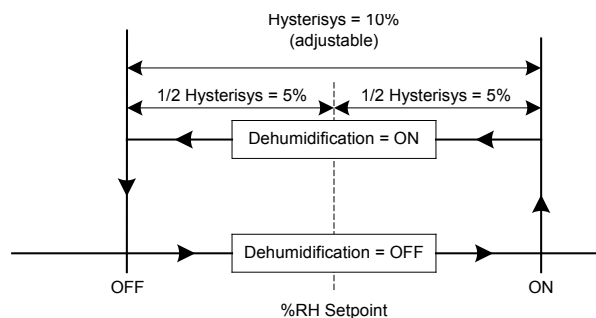 Hysterisys = 10%
(adjustable)
1/2 Hysterisys = 5%
1/2 Hysterisys = 5%
Dehumidification = ON
Dehumidification = OFF
OFF
ON
%RH Setpoint